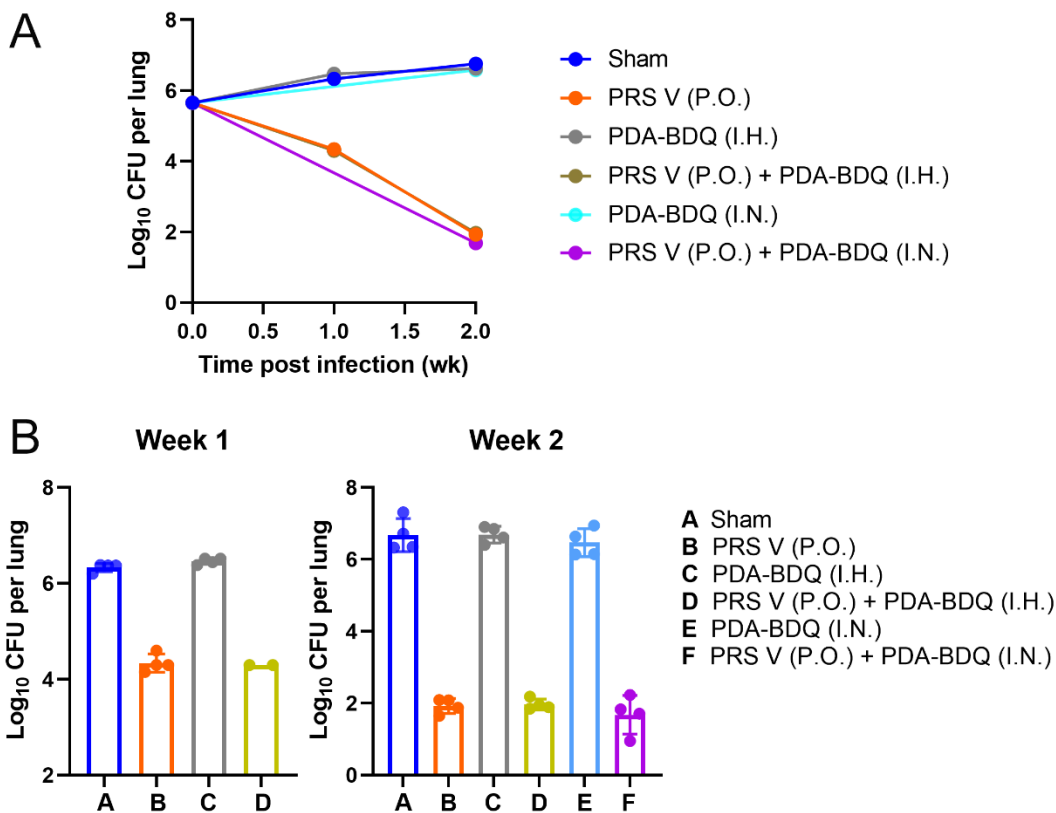 A
Log₁₀ CFU per lung
8
6
4
2
0
0.0 0.5 1.0 1.5 2.0
Time post infection (wk)
Sham
PRS V (P.O.)
PDA-BDQ (I.H.)
PRS V (P.O.) + PDA-BDQ (I.H.)
PDA-BDQ (I.N.)
PRS V (P.O.) + PDA-BDQ (I.N.)
B
Week 1
Log₁₀ CFU per lung
8
6
4
2
A B C D
Week 2
Log₁₀ CFU per lung
8
6
4
2
0
A B C D E F
A Sham
B PRS V (P.O.)
C PDA-BDQ (I.H.)
D PRS V (P.O.) + PDA-BDQ (I.H.)
E PDA-BDQ (I.N.)
F PRS V (P.O.) + PDA-BDQ (I.N.)